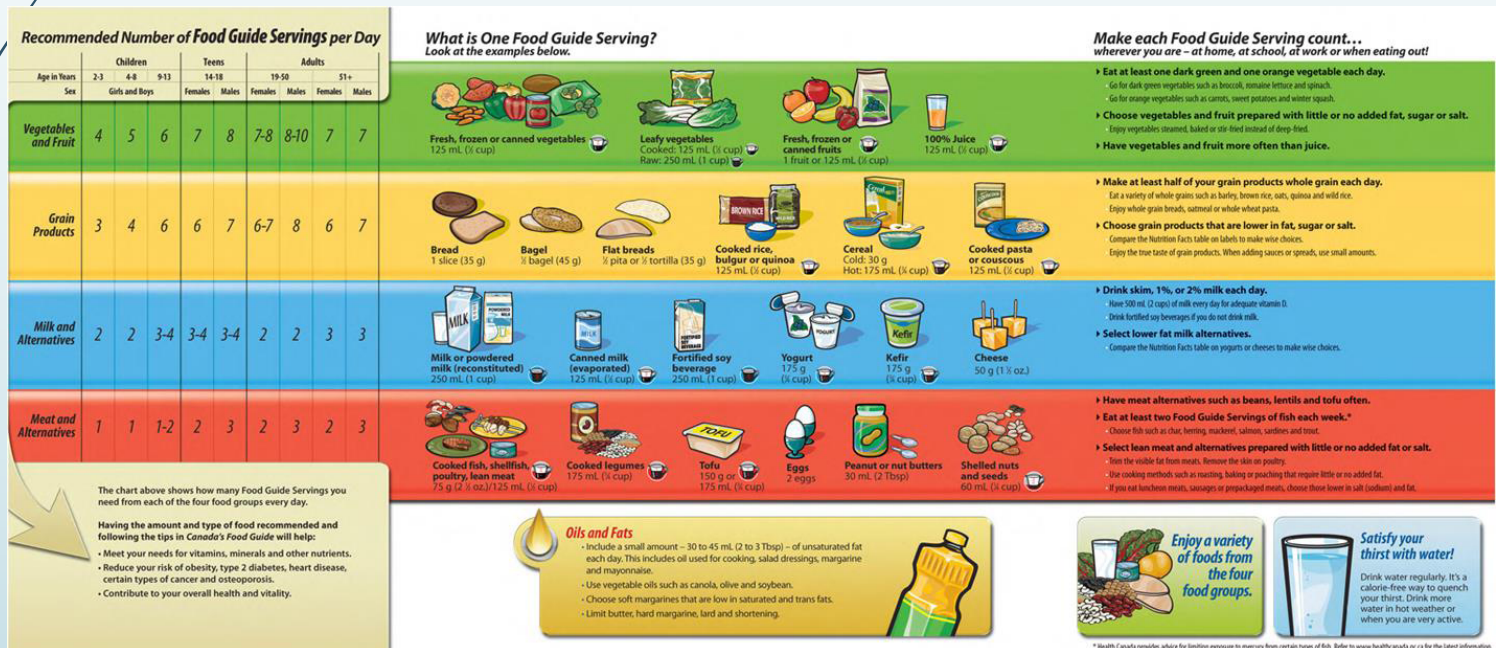 Recommended Number of Food Guide Servings per Day
Children Teens Adults
Age in Years 2-3 4-8 9-13 14-18 19-50 51+
Sex Girls and Boys Females Males Females Males Females Males
Vegetables and Fruit 4 5 6 7 8 7-8 8-10 7 7
Grain Products 3 4 6 6 7 6-7 8 6 7
Milk and Alternatives 2 2 3-4 3-4 3-4 2 2 3 3
Meat and Alternatives 1 1 1-2 2 3 2 3 2 3
The chart above shows how many Food Guide Servings you
need from each of the four food groups every day.
Having the amount and type of food recommended and
following the tips in Canada's Food Guide will help:
• Meet your needs for vitamins, minerals and other nutrients.
• Reduce your risk of obesity, type 2 diabetes, heart disease,
certain types of cancer and osteoporosis.
• Contribute to your overall health and vitality.
What is One Food Guide Serving?
Look at the examples below.
Fresh, frozen or canned vegetables
125 mL (½ cup)
Leafy vegetables
Cooked: 125 mL (½ cup)
Raw: 250 mL (1 cup)
Fresh, frozen or
canned fruits
1 fruit or 125 mL (½ cup)
100% Juice
125 mL (½ cup)
BROWN RICE
Cereal
Bread
1 slice (35 g)
Bagel
½ bagel (45 g)
Flat breads
½ pita or ½ tortilla (35 g)
Cooked rice,
bulgur or quinoa
125 mL (½ cup)
Cereal
Cold: 30 g
Hot: 175 mL (¾ cup)
Cooked pasta
or couscous
125 mL (½ cup)
MILK
POWDERED
MILK
MILK
FORTIFIED
SOY
BEVERAGE
YOGURT
Kefir
Milk or powdered
milk (reconstituted)
250 mL (1 cup)
Canned milk
(evaporated)
125 mL (½ cup)
Fortified soy
beverage
250 mL (1 cup)
Yogurt
175 g
(¾ cup)
Kefir
175 g
(¾ cup)
Cheese
50 g (1 ½ oz.)
TOFU
Cooked fish, shellfish,
poultry, lean meat
75 g (2 ½ oz.)/125 mL (½ cup)
Cooked legumes
175 mL (¾ cup)
Tofu
150 g or
175 mL (¾ cup)
Eggs
2 eggs
Peanut or nut butters
30 mL (2 Tbsp)
Shelled nuts
and seeds
60 mL (¼ cup)
Oils and Fats
• Include a small amount – 30 to 45 mL (2 to 3 Tbsp) – of unsaturated fat
each day. This includes oil used for cooking, salad dressings, margarine
and mayonnaise.
• Use vegetable oils such as canola, olive and soybean.
• Choose soft margarines that are low in saturated and trans fats.
• Limit butter, hard margarine, lard and shortening.
Make each Food Guide Serving count...
wherever you are – at home, at school, at work or when eating out!
Eat at least one dark green and one orange vegetable each day.
• Go for dark green vegetables such as broccoli, romaine lettuce and spinach.
• Go for orange vegetables such as carrots, sweet potatoes and winter squash.
Choose vegetables and fruit prepared with little or no added fat, sugar or salt.
• Enjoy vegetables steamed, baked or stir-fried instead of deep-fried.
Have vegetables and fruit more often than juice.
Make at least half of your grain products whole grain each day.
Eat a variety of whole grains such as barley, brown rice, oats, quinoa and wild rice.
Enjoy whole grain breads, oatmeal or whole wheat pasta.
Choose grain products that are lower in fat, sugar or salt.
Compare the Nutrition Facts table on labels to make wise choices.
Enjoy the true taste of grain products. When adding sauces or spreads, use small amounts.
Drink skim, 1%, or 2% milk each day.
• Have 500 mL (2 cups) of milk every day for adequate vitamin D.
• Drink fortified soy beverages if you do not drink milk.
Select lower fat milk alternatives.
• Compare the Nutrition Facts table on yogurts or cheeses to make wise choices.
Have meat alternatives such as beans, lentils and tofu often.
Eat at least two Food Guide Servings of fish each week.*
• Choose fish such as char, herring, mackerel, salmon, sardines and trout.
Select lean meat and alternatives prepared with little or no added fat or salt.
• Trim the visible fat from meats. Remove the skin on poultry.
• Use cooking methods such as roasting, baking or poaching that require little or no added fat.
• If you eat luncheon meats, sausages or prepackaged meats, choose those lower in salt (sodium) and fat.
Enjoy a variety
of foods from
the four
food groups.
Satisfy your
thirst with water!
Drink water regularly. It's a
calorie-free way to quench
your thirst. Drink more
water in hot weather or
when you are very active.
* Health Canada provides advice for limiting exposure to mercury from certain types of fish. Refer to www.healthcanada.gc.ca for the latest information.